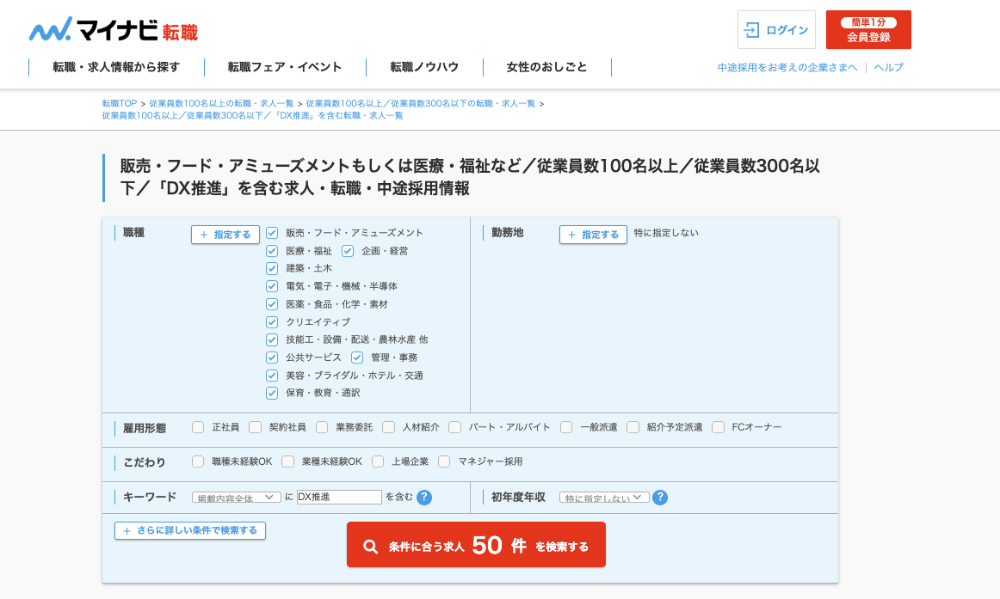 マイナビ転職
ログイン
簡単1分
会員登録
転職・求人情報から探す 転職フェア・イベント 転職ノウハウ 女性のおしごと
中途採用をお考えの企業さまへ ヘルプ
転職TOP > 従業員数100名以上の転職・求人一覧 > 従業員数100名以上／従業員数300名以下の転職・求人一覧 >
従業員数100名以上／従業員数300名以下／「DX推進」を含む転職・求人一覧
販売・フード・アミューズメントもしくは医療・福祉など／従業員数100名以上／従業員数300名以
下／「DX推進」を含む求人・転職・中途採用情報
職種
＋ 指定する
販売・フード・アミューズメント
医療・福祉 企画・経営
建築・土木
電気・電子・機械・半導体
医薬・食品・化学・素材
クリエイティブ
技能工・設備・配送・農林水産 他
公共サービス 管理・事務
美容・ブライダル・ホテル・交通
保育・教育・通訳
勤務地
＋ 指定する
特に指定しない
雇用形態 正社員 契約社員 業務委託 人材紹介 パート・アルバイト 一般派遣 紹介予定派遣 FCオーナー
こだわり 職種未経験OK 業種未経験OK 上場企業 マネジャー採用
キーワード 掲載内容全体 に DX推進 を含む ?
初年度年収 特に指定しない ?
＋ さらに詳しい条件で検索する
条件に合う求人 50 件 を検索する